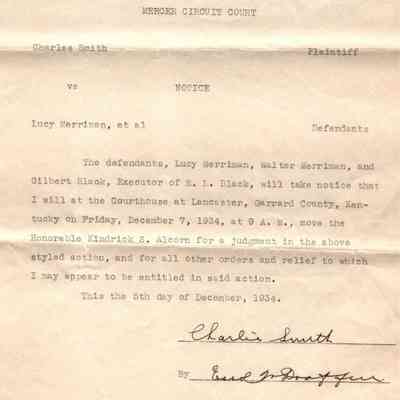 MERCER CIRCUIT COURT
Charles Smith Plaintiff
vs NOTICE
Lucy Merriman, et al Defendants
The defendants, Lucy Merriman, Walter Merriman, and
Gilbert Black, Executor of E. L. Black, will take notice that
I will at the Courthouse at Lancaster, Garrard County, Ken-
tucky on Friday, December 7, 1934, at 9 A. M., move the
Honorable Kindrick S. Alcorn for a judgment in the above
styled action, and for all other orders and relief to which
I may appear to be entitled in said action.
This the 5th day of December, 1934.
Charlie Smith
By